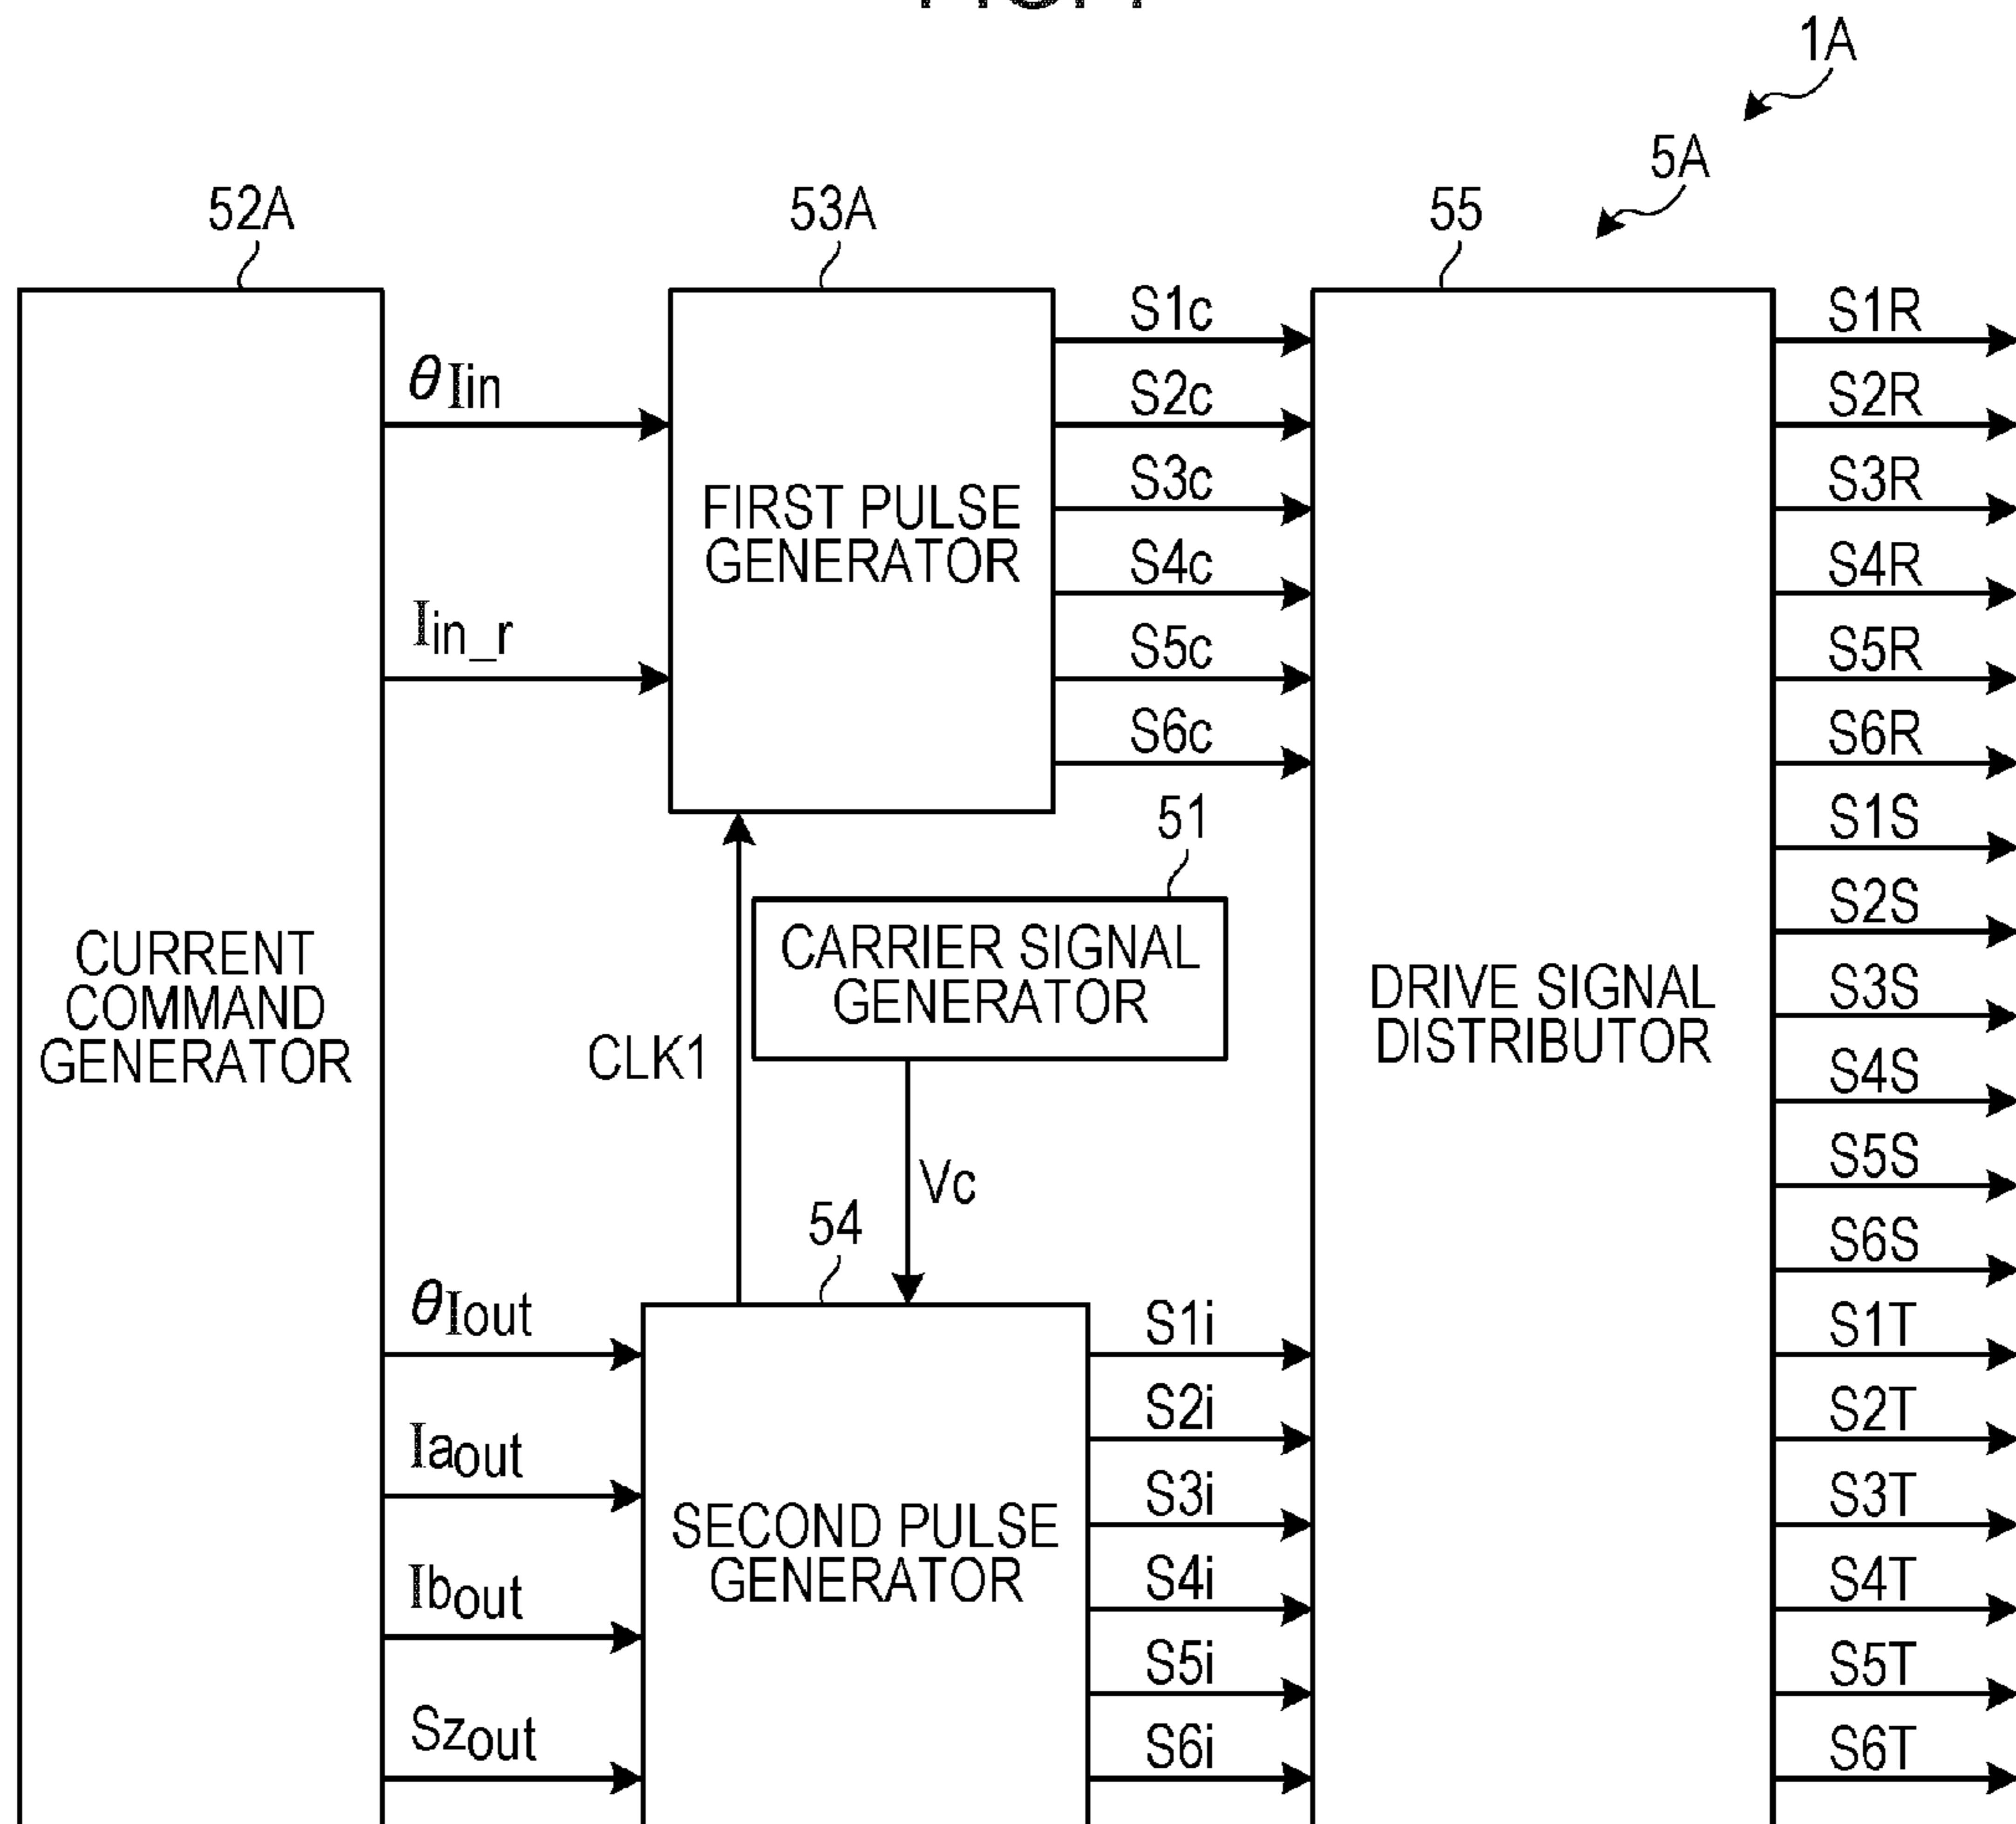 1A
5A
52A
53A
55
θIin
Iin_r
FIRST PULSE
GENERATOR
S1c
S2c
S3c
S4c
S5c
S6c
51
CARRIER SIGNAL
GENERATOR
CURRENT
COMMAND
GENERATOR
CLK1
Vc
54
DRIVE SIGNAL
DISTRIBUTOR
θIout
Iaout
Ibout
Szout
SECOND PULSE
GENERATOR
S1i
S2i
S3i
S4i
S5i
S6i
S1R
S2R
S3R
S4R
S5R
S6R
S1S
S2S
S3S
S4S
S5S
S6S
S1T
S2T
S3T
S4T
S5T
S6T